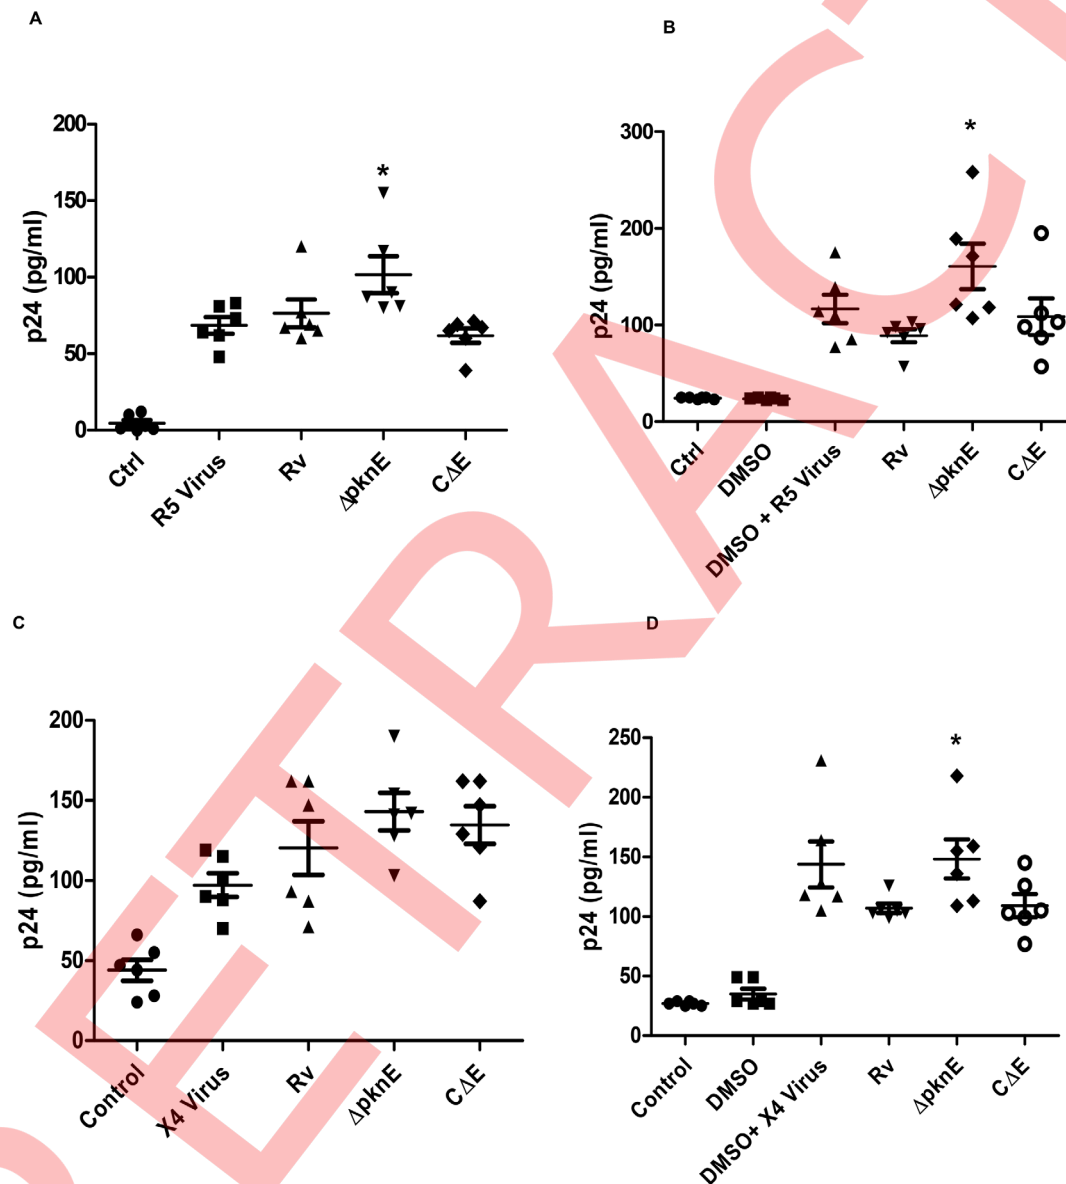 A
200
150
100
50
0
p24 (pg/ml)
*
Ctrl
R5 Virus
Rv
ΔpknE
CΔE
B
300
200
100
0
p24 (pg/ml)
*
Ctrl
DMSO
DMSO + R5 Virus
Rv
ΔpknE
CΔE
C
200
150
100
50
0
p24 (pg/ml)
Control
X4 Virus
Rv
ΔpknE
CΔE
D
250
200
150
100
50
0
p24 (pg/ml)
*
Control
DMSO
DMSO+ X4 Virus
Rv
ΔpknE
CΔE